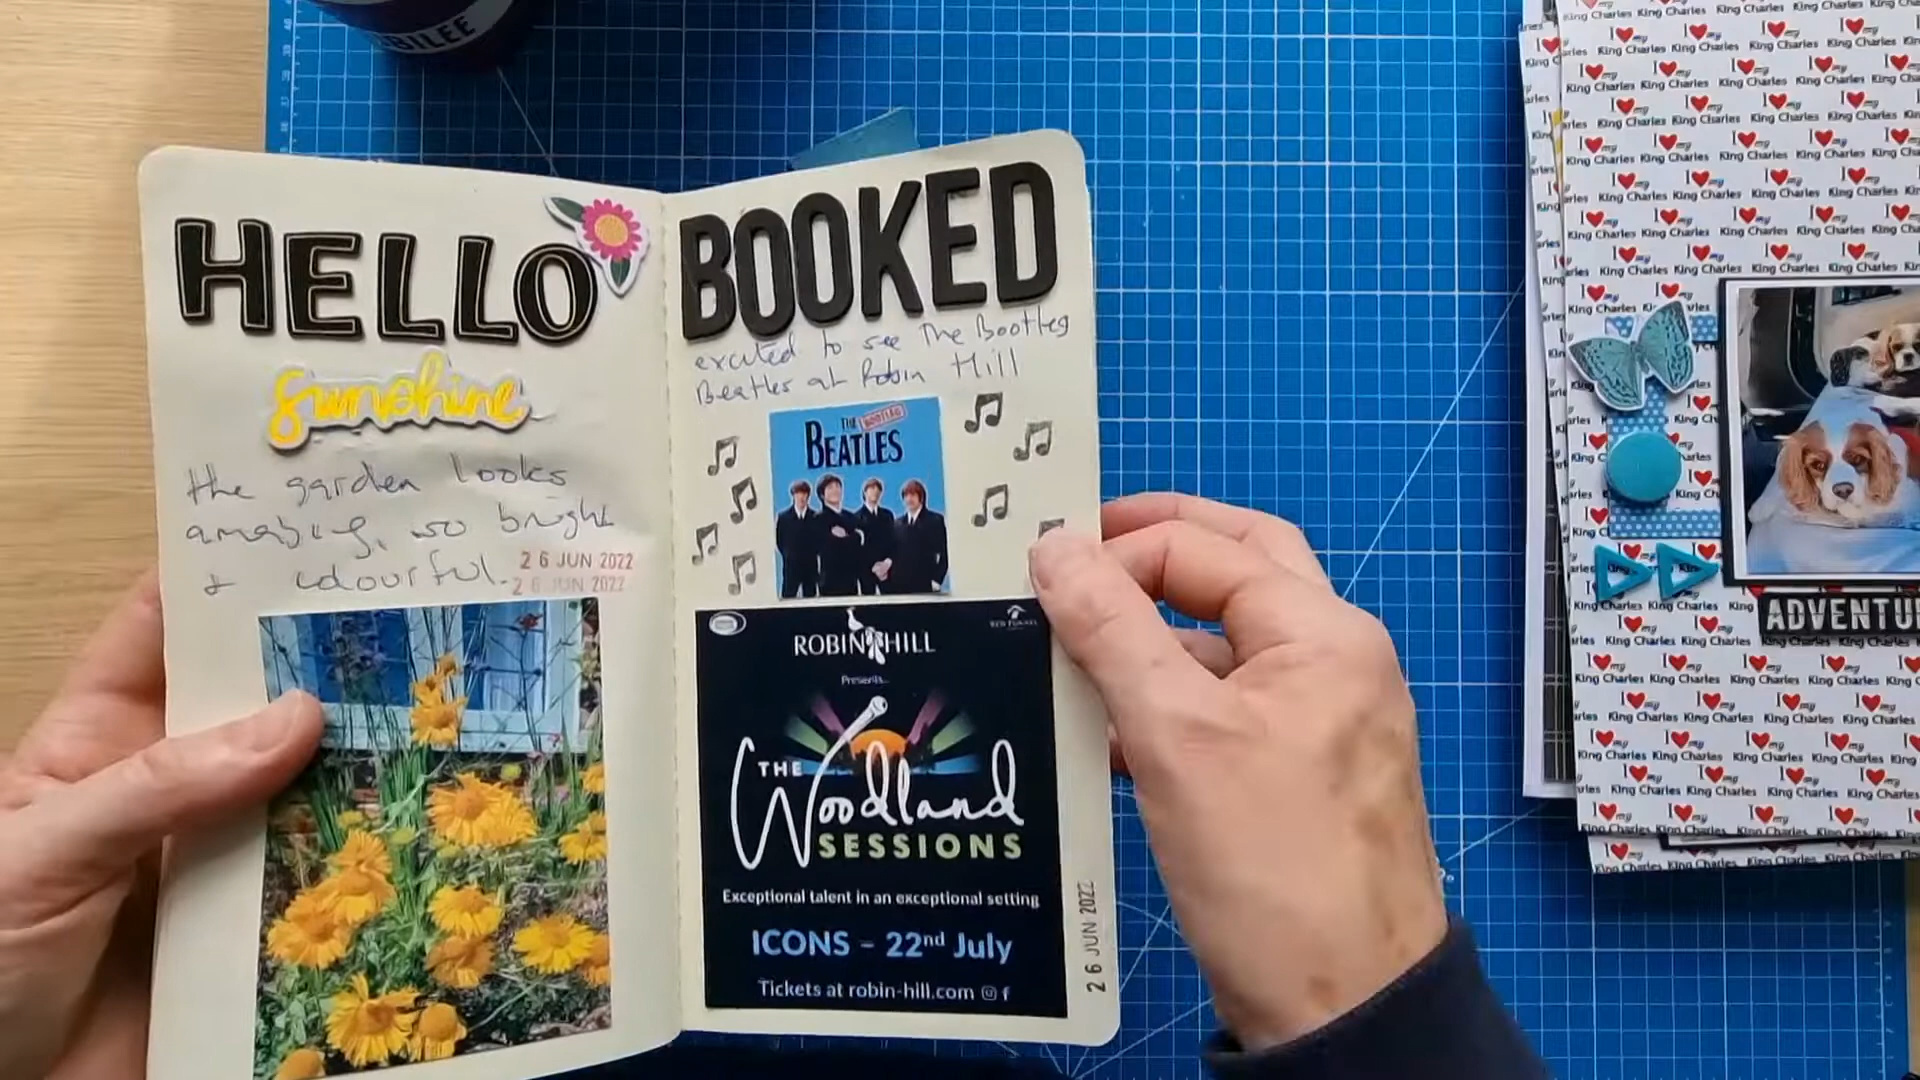 JUBILEE
HELLO
sunshine
the garden looks
amazing, so bright
& colourful.
26 JUN 2022
26 JUN 2022
BOOKED
excited to see The Bootleg
Beatles at Robin Hill
THE BOOTLEG
BEATLES
ROBIN HILL
Presents...
THE
Woodland
SESSIONS
Exceptional talent in an exceptional setting
ICONS – 22nd July
Tickets at robin-hill.com
26 JUN 2022
I ❤ my
King Charles
ADVENTU